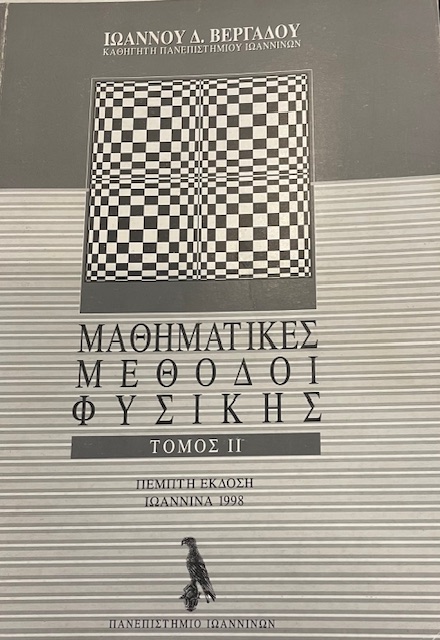 ΙΩΑΝΝΟΥ Δ. ΒΕΡΓΑΔΟΥ
ΚΑΘΗΓΗΤΗ ΠΑΝΕΠΙΣΤΗΜΙΟΥ ΙΩΑΝΝΙΝΩΝ
ΜΑΘΗΜΑΤΙΚΕΣ
ΜΕΘΟΔΟΙ
ΦΥΣΙΚΗΣ
ΤΟΜΟΣ ΙΙ
ΠΕΜΠΤΗ ΕΚΔΟΣΗ
ΙΩΑΝΝΙΝΑ 1998
ΠΑΝΕΠΙΣΤΗΜΙΟ ΙΩΑΝΝΙΝΩΝ